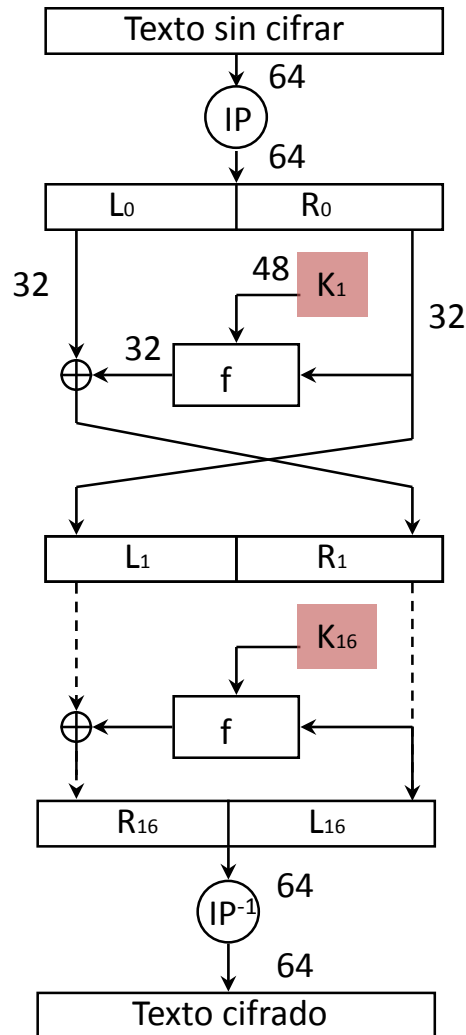 Texto sin cifrar
64
IP
64
L0 R0
48 K1
32 32
32
f
L1 R1
K16
f
R16 L16
IP-1 64
64
Texto cifrado